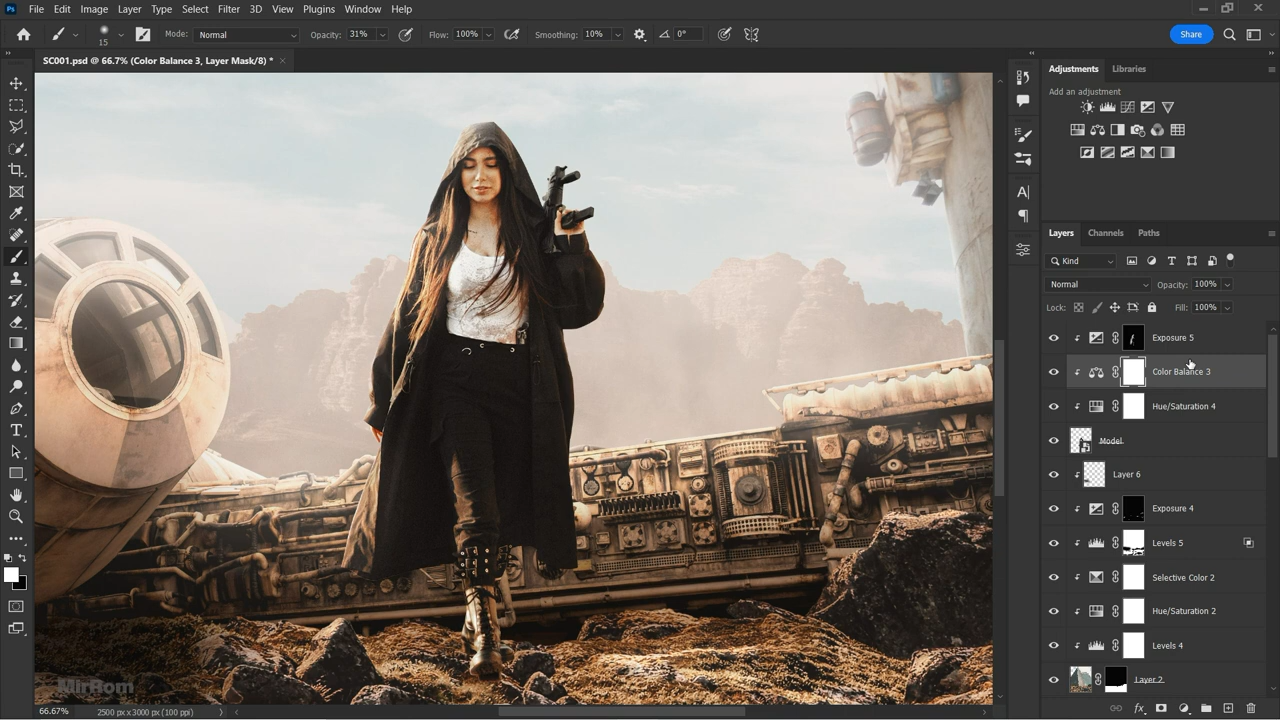 Ps File Edit Image Layer Type Select Filter 3D View Plugins Window Help
15 Mode: Normal Opacity: 31% Flow: 100% Smoothing: 10% 0° Share
SC001.psd @ 66.7% (Color Balance 3, Layer Mask/8) *
Adjustments Libraries
Add an adjustment
Layers Channels Paths
Kind
Normal Opacity: 100%
Lock: Fill: 100%
Exposure 5
Color Balance 3
Hue/Saturation 4
Model
Layer 6
Exposure 4
Levels 5
Selective Color 2
Hue/Saturation 2
Levels 4
Layer 2
MirRom
66.67% 2500 px x 3000 px (100 ppi)